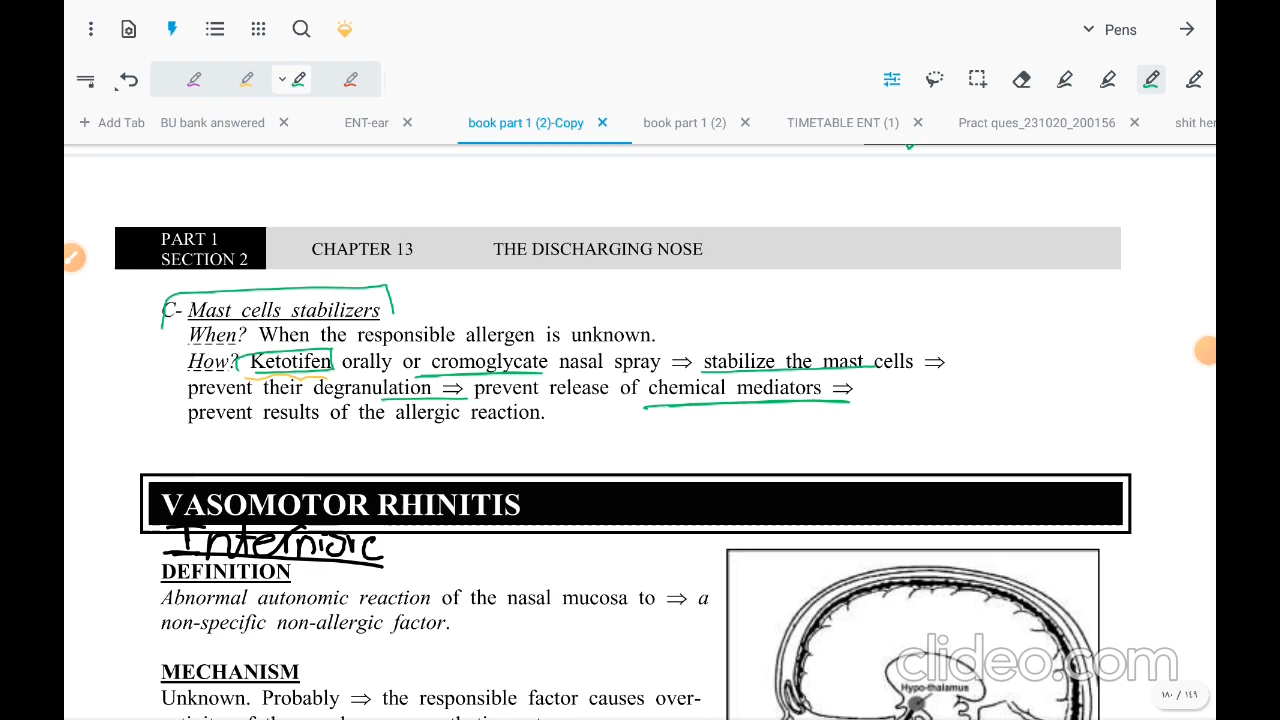 Pens
Add Tab BU bank answered ENT-ear book part 1 (2)-Copy book part 1 (2) TIMETABLE ENT (1) Pract ques_231020_200156 shit her
PART 1
SECTION 2
CHAPTER 13 THE DISCHARGING NOSE
C- Mast cells stabilizers
When? When the responsible allergen is unknown.
How? Ketotifen orally or cromoglycate nasal spray ⇒ stabilize the mast cells ⇒
prevent their degranulation ⇒ prevent release of chemical mediators ⇒
prevent results of the allergic reaction.
VASOMOTOR RHINITIS
DEFINITION
Abnormal autonomic reaction of the nasal mucosa to ⇒ a
non-specific non-allergic factor.
MECHANISM
Unknown. Probably ⇒ the responsible factor causes over-
Hypo-thalamus
clideo.com
١٨٠ / ١٤٩